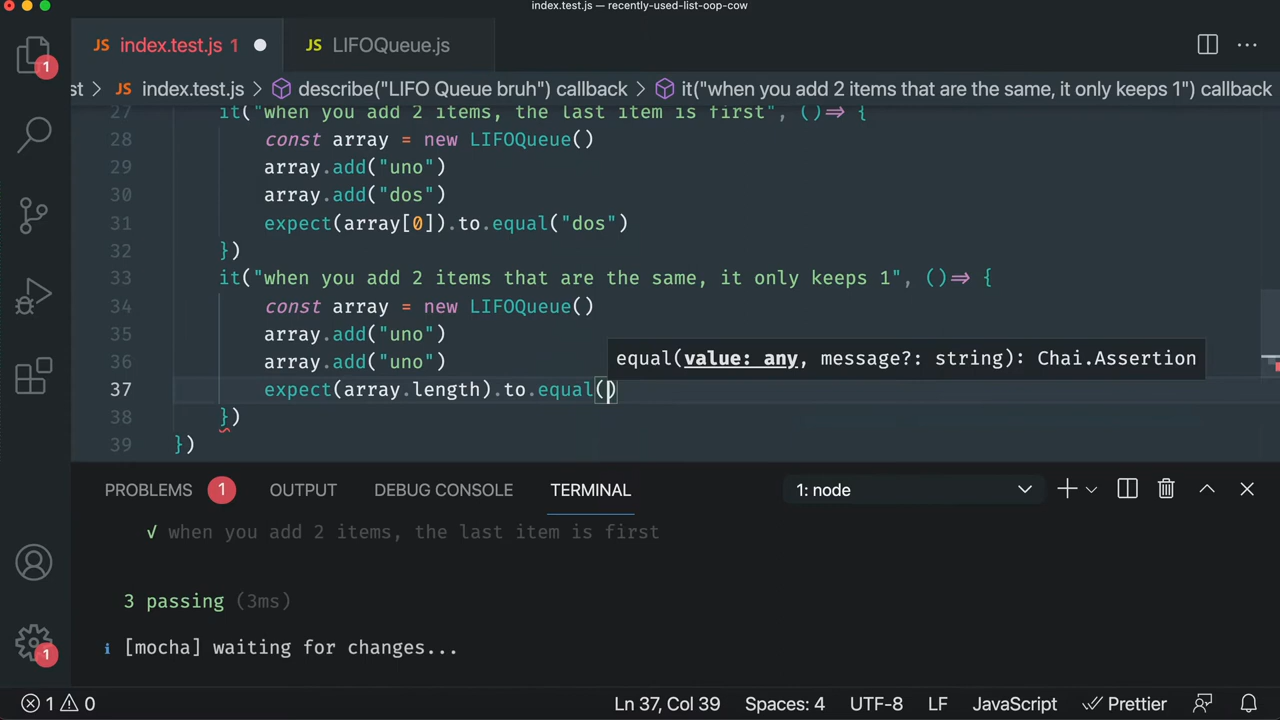 index.test.js — recently-used-list-oop-cow
JS index.test.js 1
JS LIFOQueue.js
1
st > JS index.test.js > describe("LIFO Queue bruh") callback > it("when you add 2 items that are the same, it only keeps 1") callback
27 it("when you add 2 items, the last item is first", ()=> {
28 const array = new LIFOQueue()
29 array.add("uno")
30 array.add("dos")
31 expect(array[0]).to.equal("dos")
32 })
33 it("when you add 2 items that are the same, it only keeps 1", ()=> {
34 const array = new LIFOQueue()
35 array.add("uno")
36 array.add("uno")
equal(value: any, message?: string): Chai.Assertion
37 expect(array.length).to.equal()
38 })
39 })
PROBLEMS 1 OUTPUT DEBUG CONSOLE TERMINAL 1: node
√ when you add 2 items, the last item is first
3 passing (3ms)
i [mocha] waiting for changes...
1
1 0 Ln 37, Col 39 Spaces: 4 UTF-8 LF JavaScript Prettier